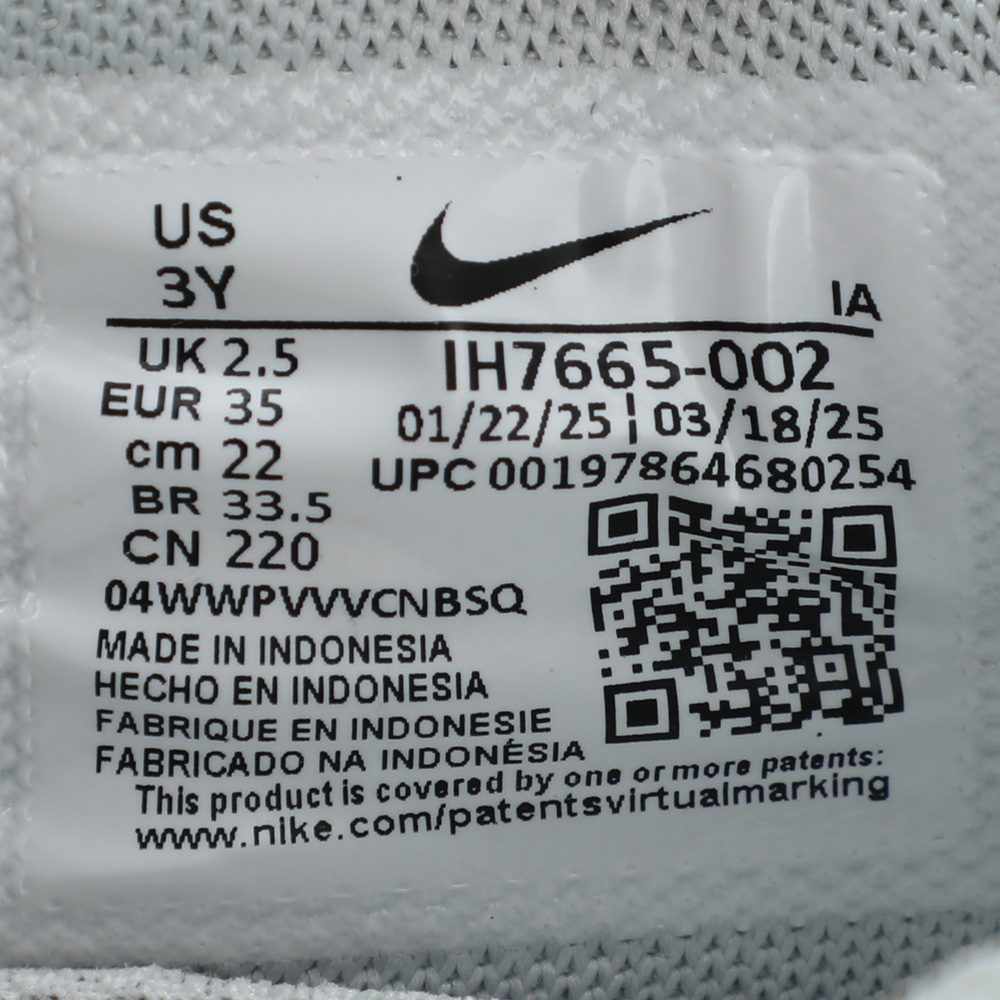 US
3Y
IA
UK 2.5
EUR 35
cm 22
BR 33.5
CN 220
IH7665-002
01/22/25 ¦ 03/18/25
UPC 00197864680254
04WWPVVVCNBSQ
MADE IN INDONESIA
HECHO EN INDONESIA
FABRIQUE EN INDONESIE
FABRICADO NA INDONÉSIA
This product is covered by one or more patents:
www.nike.com/patentsvirtualmarking